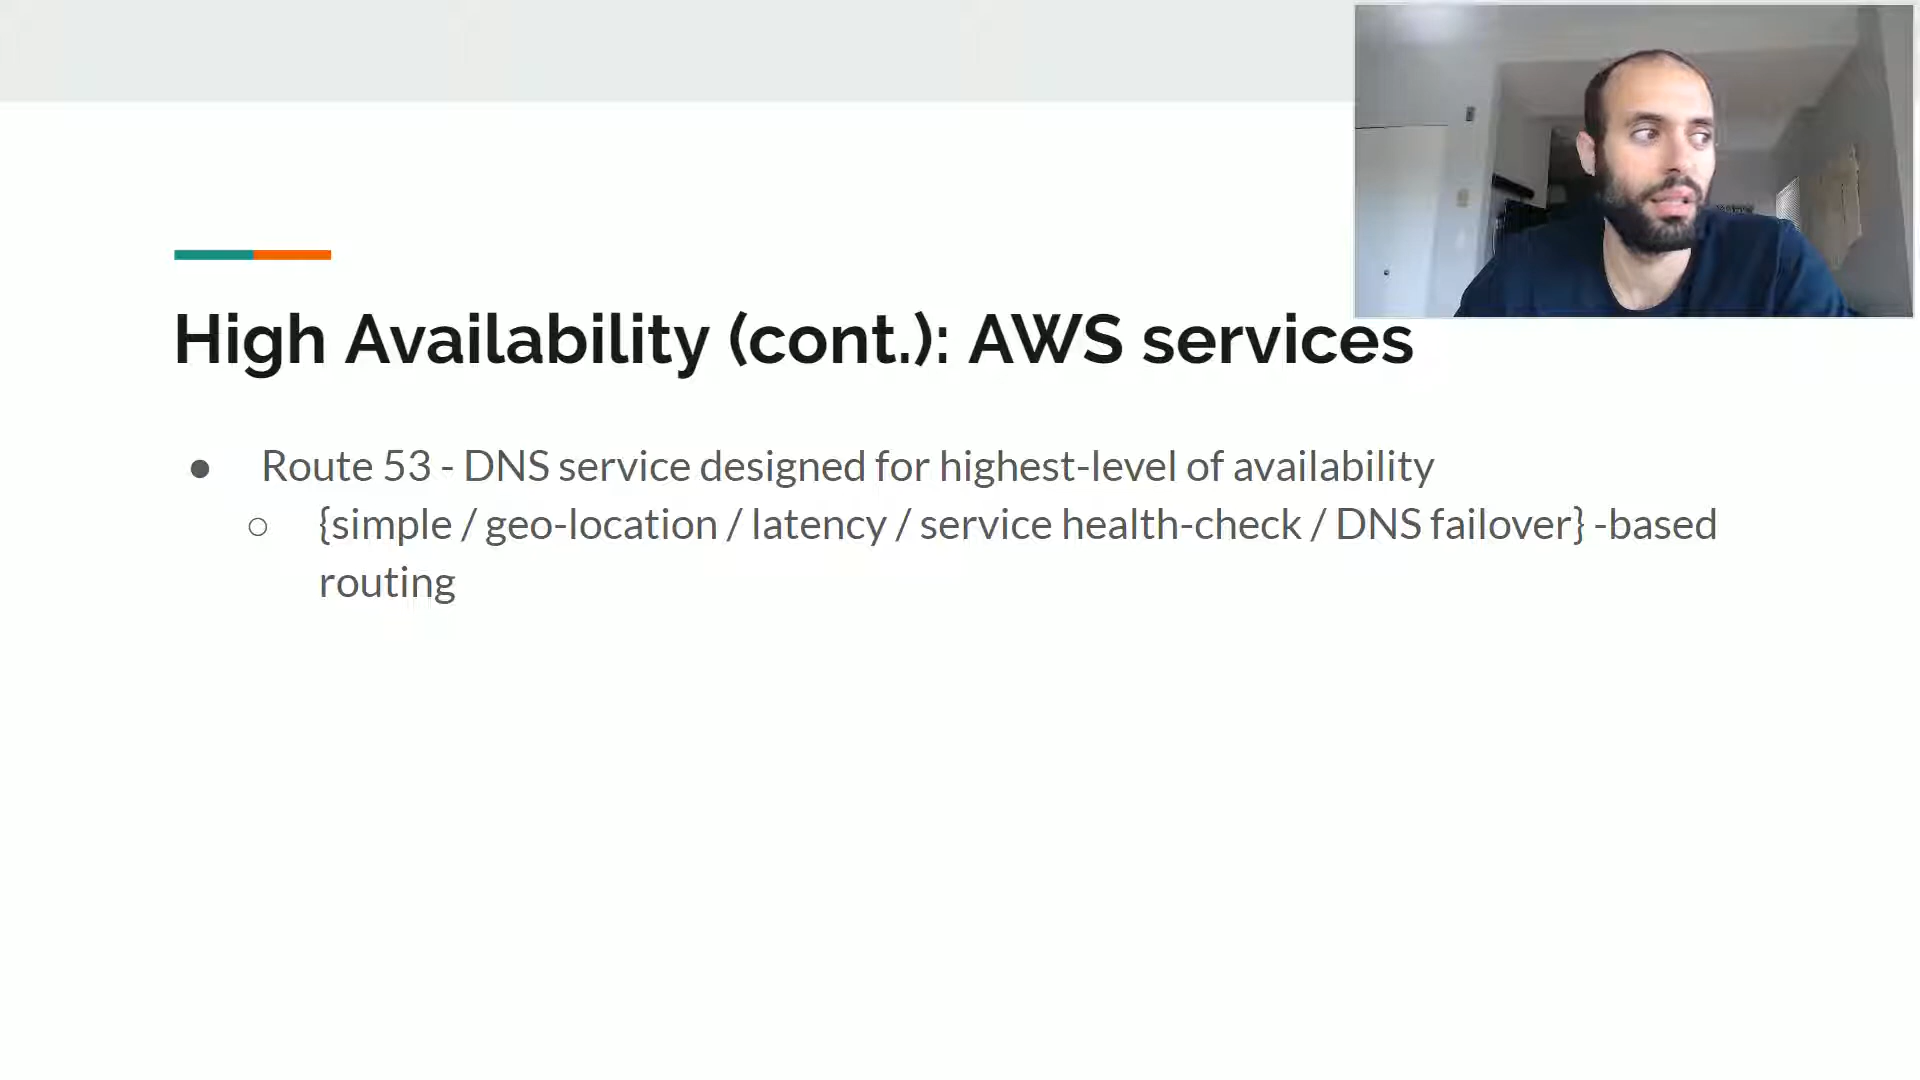 High Availability (cont.): AWS services
● Route 53 - DNS service designed for highest-level of availability
○ {simple / geo-location / latency / service health-check / DNS failover} -based
routing